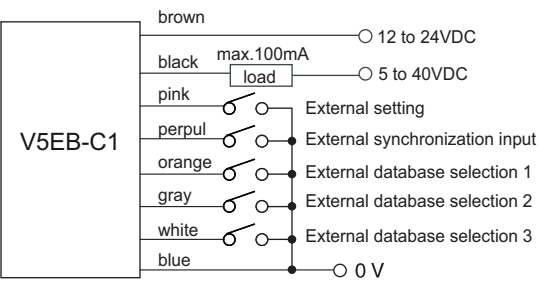 brown
12 to 24VDC
max.100mA
black
load
5 to 40VDC
pink
External setting
V5EB-C1
perpul
External synchronization input
orange
External database selection 1
gray
External database selection 2
white
External database selection 3
blue
0 V